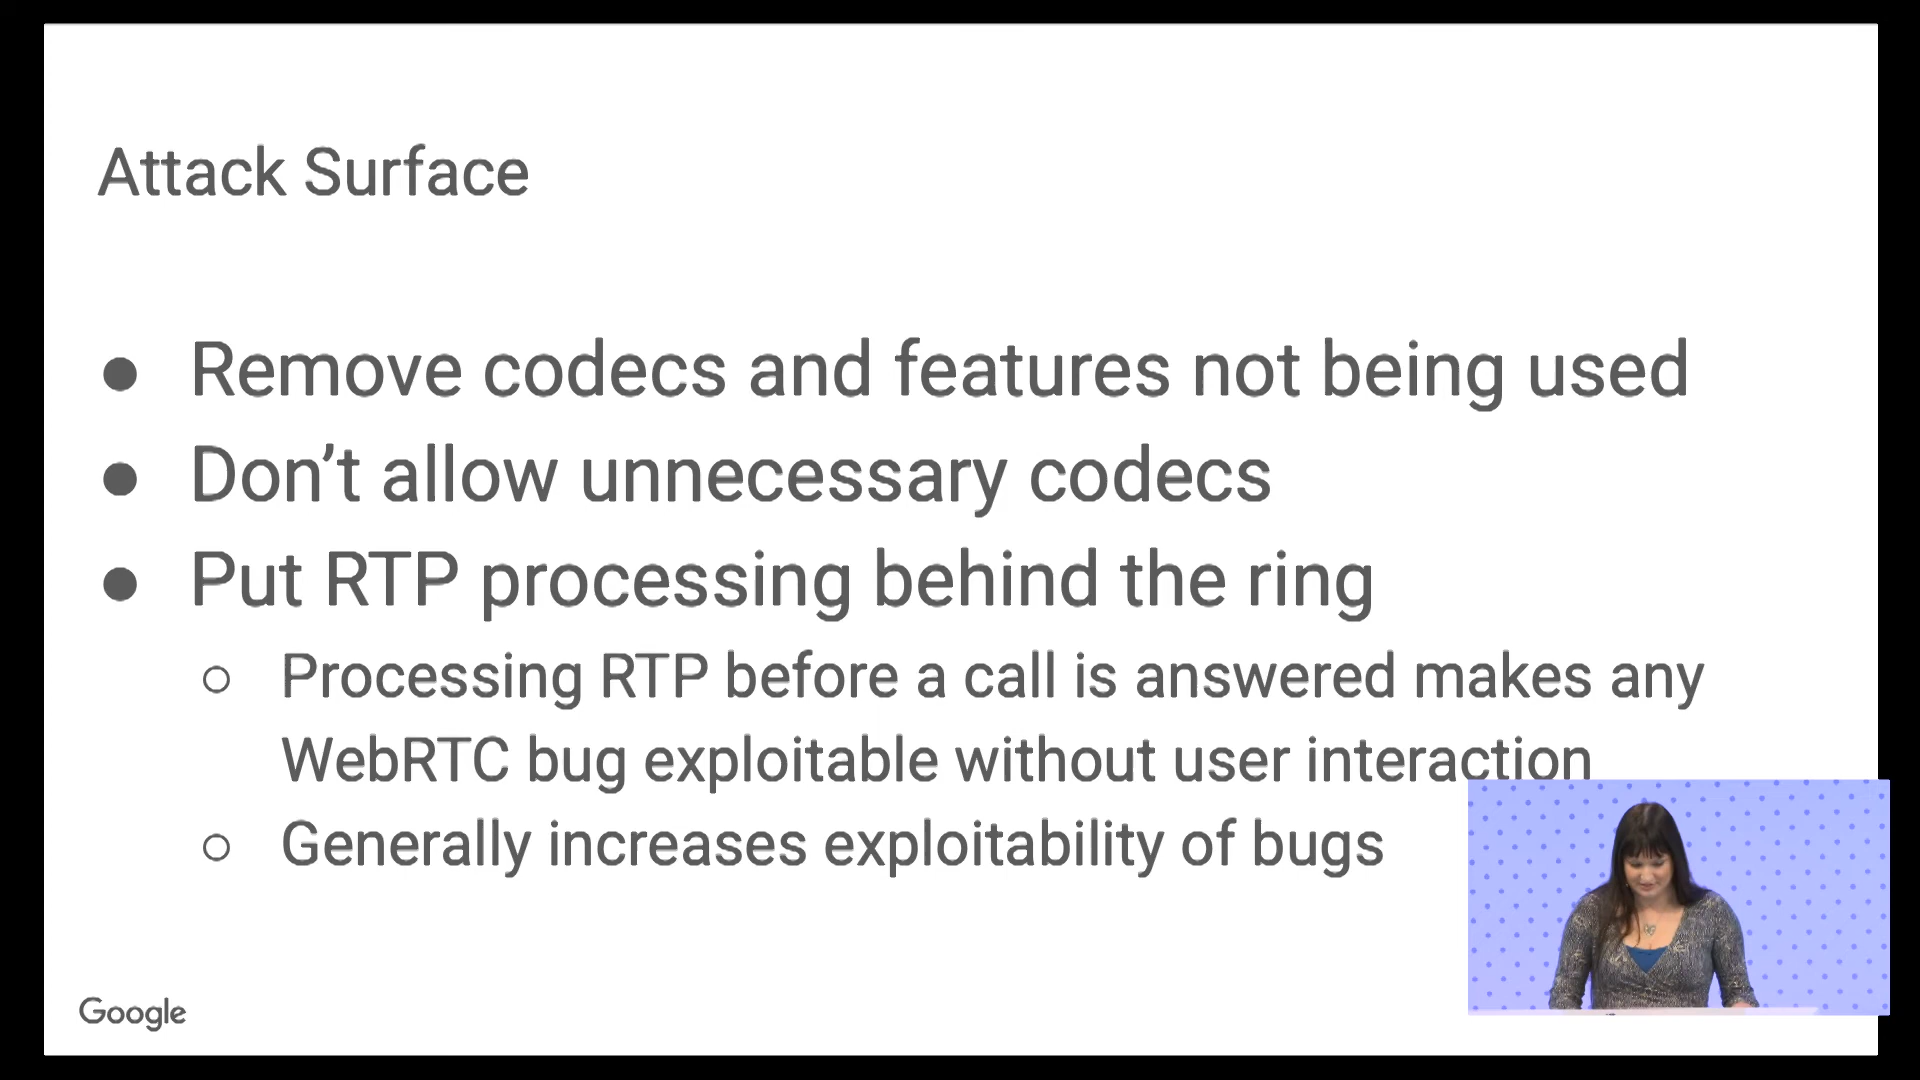 Attack Surface
● Remove codecs and features not being used
● Don’t allow unnecessary codecs
● Put RTP processing behind the ring
○ Processing RTP before a call is answered makes any
WebRTC bug exploitable without user interaction
○ Generally increases exploitability of bugs
Google